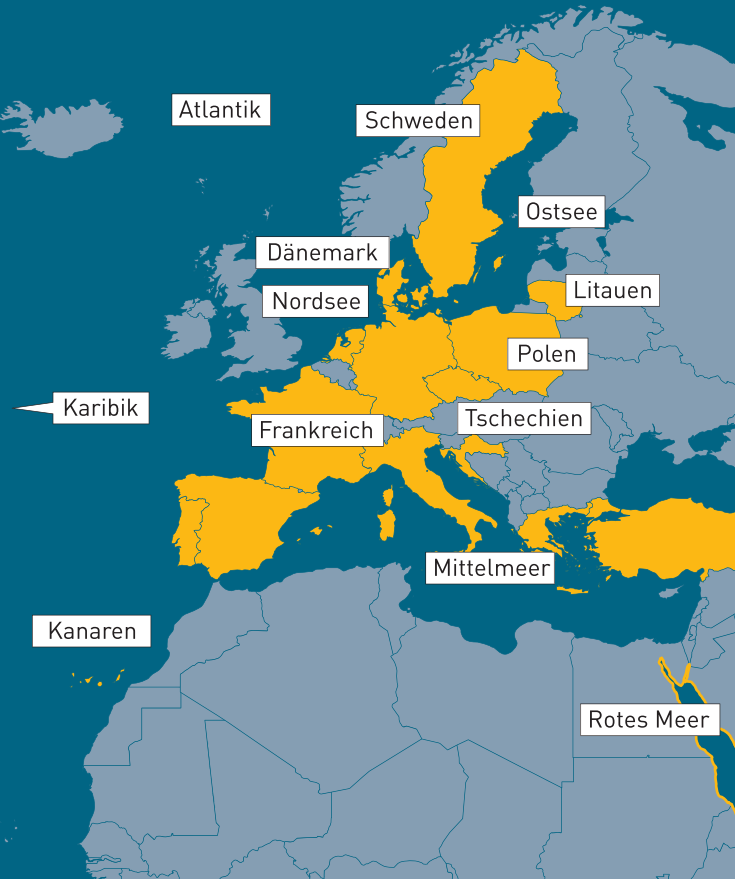 Atlantik
Schweden
Ostsee
Dänemark
Litauen
Nordsee
Polen
Karibik
Tschechien
Frankreich
Mittelmeer
Kanaren
Rotes Meer